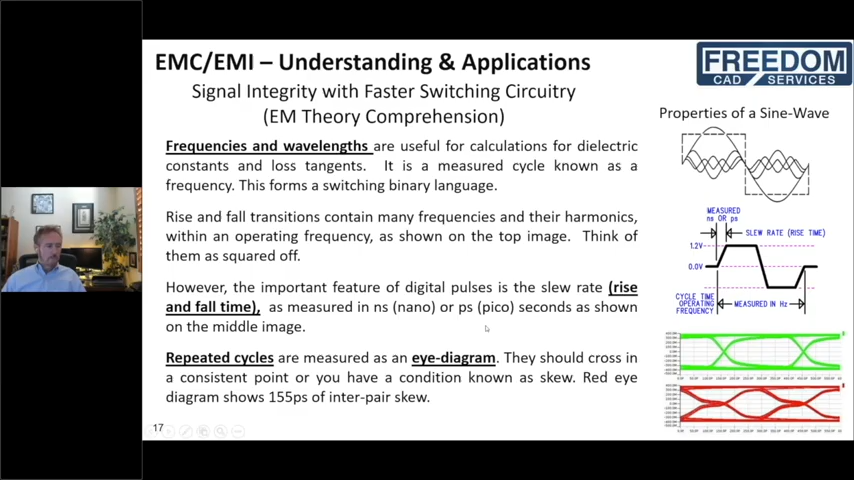 EMC/EMI – Understanding & Applications
Signal Integrity with Faster Switching Circuitry
(EM Theory Comprehension)
FREEDOM
CAD SERVICES
Frequencies and wavelengths are useful for calculations for dielectric
constants and loss tangents. It is a measured cycle known as a
frequency. This forms a switching binary language.
Rise and fall transitions contain many frequencies and their harmonics,
within an operating frequency, as shown on the top image. Think of
them as squared off.
However, the important feature of digital pulses is the slew rate (rise
and fall time), as measured in ns (nano) or ps (pico) seconds as shown
on the middle image.
Repeated cycles are measured as an eye-diagram. They should cross in
a consistent point or you have a condition known as skew. Red eye
diagram shows 155ps of inter-pair skew.
17
Properties of a Sine-Wave
MEASURED
ns OR ps
SLEW RATE (RISE TIME)
1.2V
0.0V
CYCLE TIME
OPERATING
FREQUENCY
MEASURED IN Hz